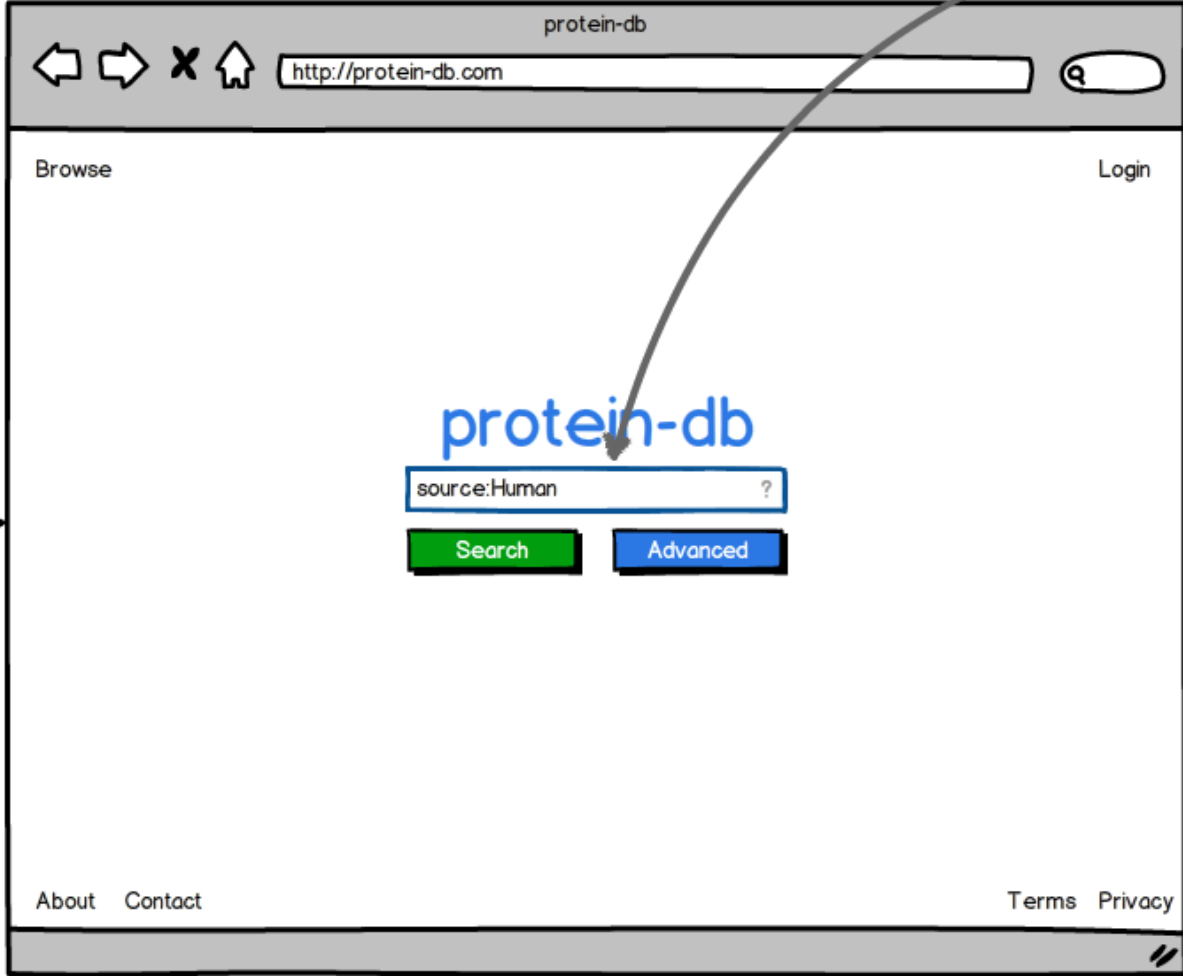 protein-db
http://protein-db.com
Browse Login
protein-db
source:Human ?
Search Advanced
About Contact Terms Privacy